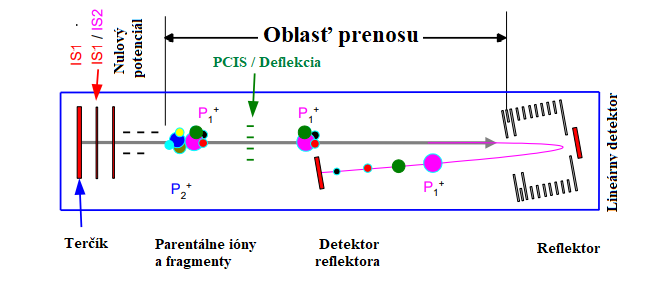 IS1
IS1 / IS2
Nulový
potenciál
Oblasť prenosu
PCIS / Deflekcia
P1+
P1+
P2+
P1+
Lineárny detektor
Terčík
Parentálne ióny
a fragmenty
Detektor
reflektora
Reflektor